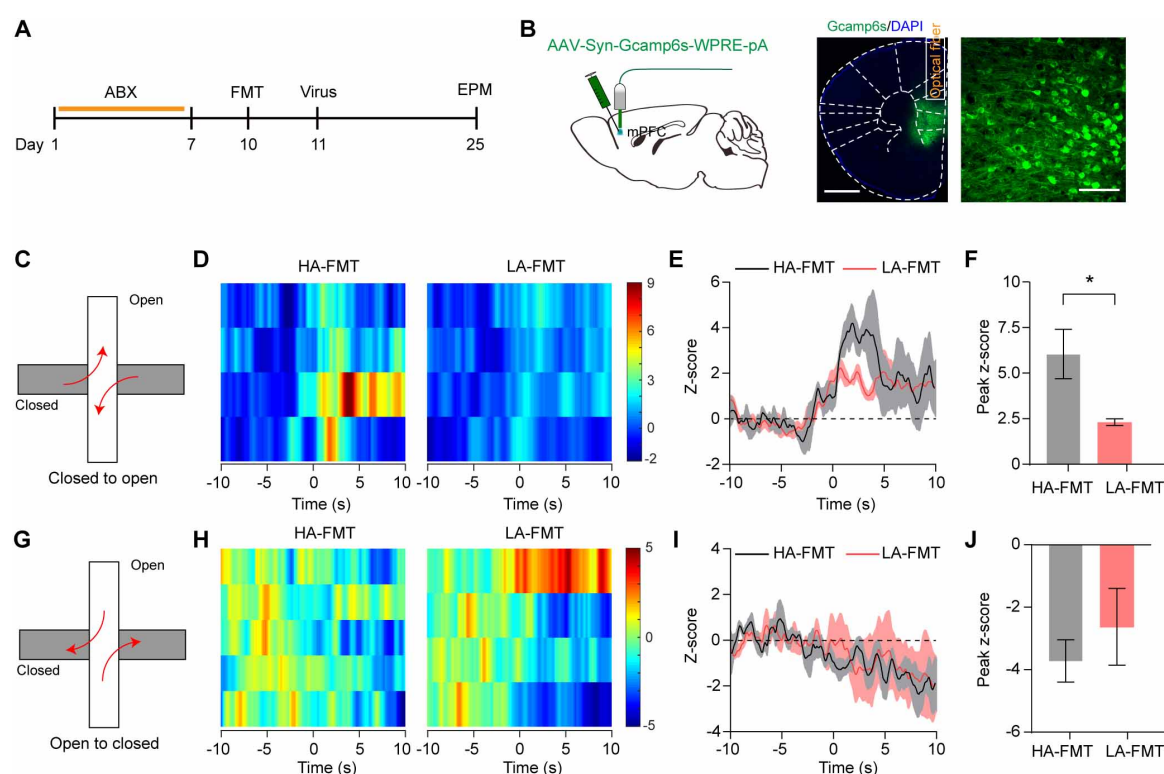 A
ABX
FMT
Virus
EPM
Day 1
7
10
11
25
B
AAV-Syn-Gcamp6s-WPRE-pA
mPFC
Gcamp6s/DAPI
Optical fiber
C
Open
Closed
Closed to open
D
HA-FMT
LA-FMT
9
6
3
0
-2
-10
-5
0
5
10
-10
-5
0
5
10
Time (s)
Time (s)
E
HA-FMT
LA-FMT
Z-score
6
4
2
0
-2
-10
-5
0
5
10
Time (s)
F
*
Peak z-score
10
7.5
5.0
2.5
0
HA-FMT
LA-FMT
G
Open
Closed
Open to closed
H
HA-FMT
LA-FMT
5
0
-5
-10
-5
0
5
10
-10
-5
0
5
10
Time (s)
Time (s)
I
HA-FMT
LA-FMT
Z-score
4
2
0
-2
-4
-10
-5
0
5
10
Time (s)
J
Peak z-score
0
-2
-4
-6
HA-FMT
LA-FMT